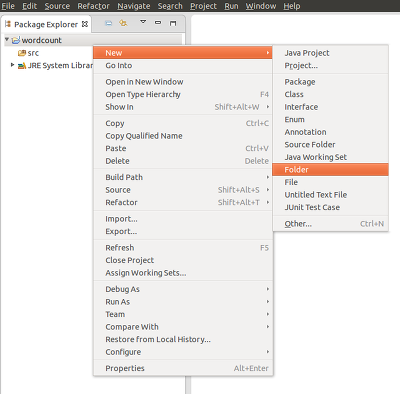 File Edit Source Refactor Navigate Search Project Run Window Help
Package Explorer
wordcount
src
JRE System Librar
New
Go Into
Open in New Window
Open Type Hierarchy F4
Show In Shift+Alt+W
Copy Ctrl+C
Copy Qualified Name
Paste Ctrl+V
Delete Delete
Build Path
Source Shift+Alt+S
Refactor Shift+Alt+T
Import...
Export...
Refresh F5
Close Project
Assign Working Sets...
Debug As
Run As
Team
Compare With
Restore from Local History...
Configure
Properties Alt+Enter
Java Project
Project...
Package
Class
Interface
Enum
Annotation
Source Folder
Java Working Set
Folder
File
Untitled Text File
JUnit Test Case
Other... Ctrl+N